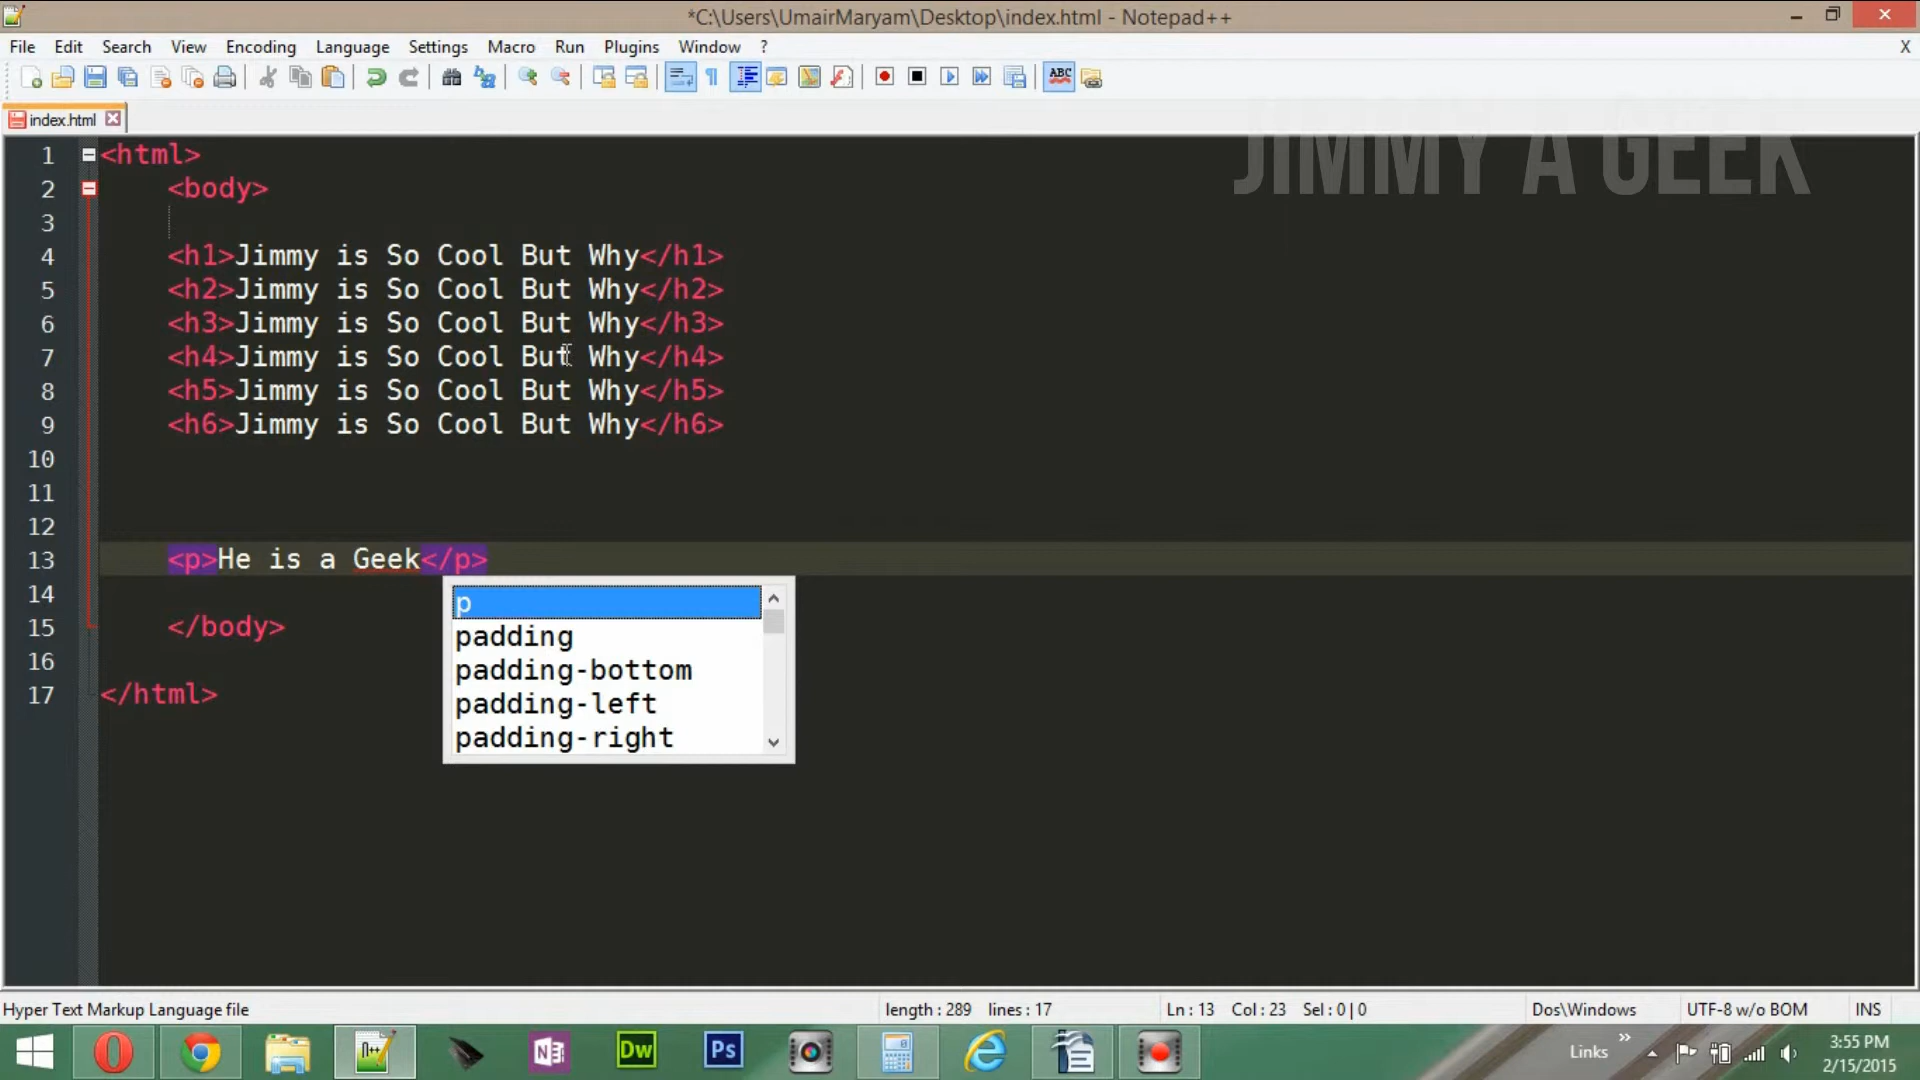 *C:\Users\UmairMaryam\Desktop\index.html - Notepad++
File Edit Search View Encoding Language Settings Macro Run Plugins Window ? X
ABC
index.html
JIMMY A GEEK
1 <html>
2 <body>
3
4 <h1>Jimmy is So Cool But Why</h1>
5 <h2>Jimmy is So Cool But Why</h2>
6 <h3>Jimmy is So Cool But Why</h3>
7 <h4>Jimmy is So Cool But Why</h4>
8 <h5>Jimmy is So Cool But Why</h5>
9 <h6>Jimmy is So Cool But Why</h6>
10
11
12
13 <p>He is a Geek</p>
14
15 </body>
16
17 </html>
p
padding
padding-bottom
padding-left
padding-right
Hyper Text Markup Language file length : 289 lines : 17 Ln : 13 Col : 23 Sel : 0 | 0 Dos\Windows UTF-8 w/o BOM INS
Dw Ps Links 3:55 PM
2/15/2015